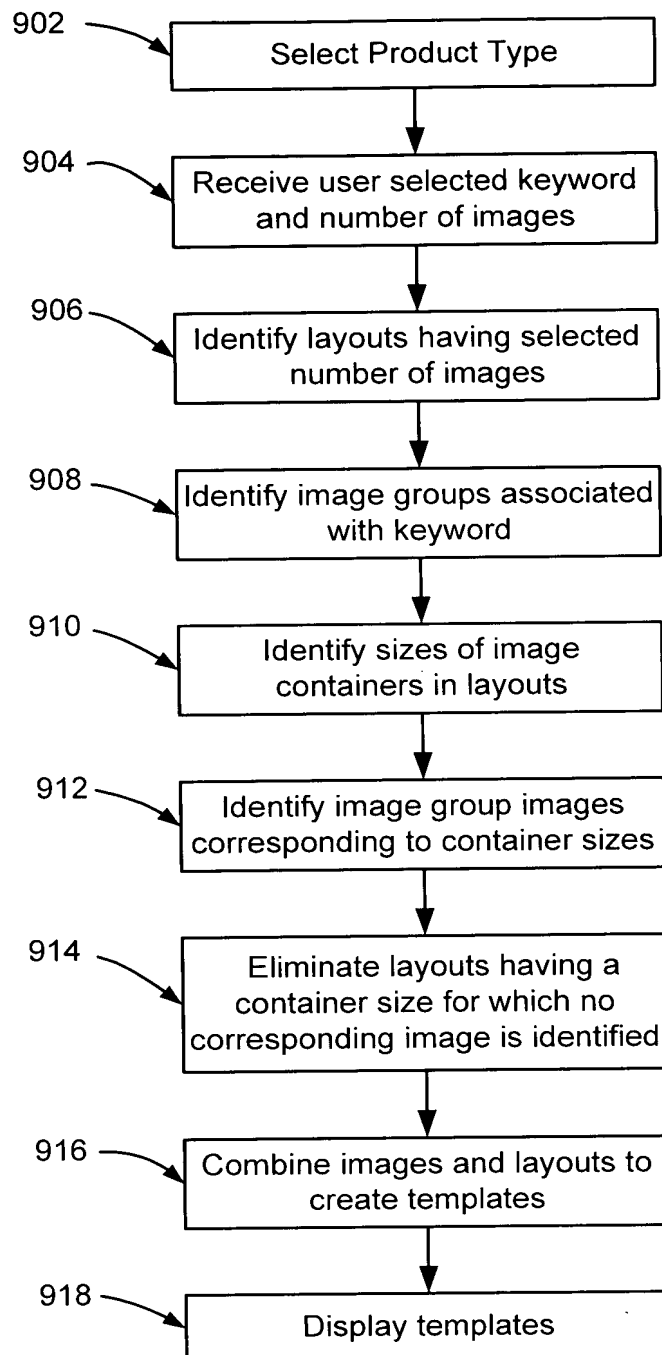 902
Select Product Type
904
Receive user selected keyword
and number of images
906
Identify layouts having selected
number of images
908
Identify image groups associated
with keyword
910
Identify sizes of image
containers in layouts
912
Identify image group images
corresponding to container sizes
914
Eliminate layouts having a
container size for which no
corresponding image is identified
916
Combine images and layouts to
create templates
918
Display templates